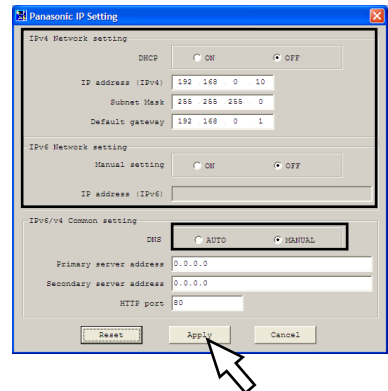 Panasonic IP Setting
IPv4 Network setting
DHCP ON OFF
IP address (IPv4) 192 .168 . 0 . 10
Subnet Mask 255 .255 .255 . 0
Default gateway 192 .168 . 0 . 1
IPv6 Network setting
Manual setting ON OFF
IP address (IPv6)
IPv6/v4 Common setting
DNS AUTO MANUAL
Primary server address 0.0.0.0
Secondary server address 0.0.0.0
HTTP port 80
Reset Apply Cancel